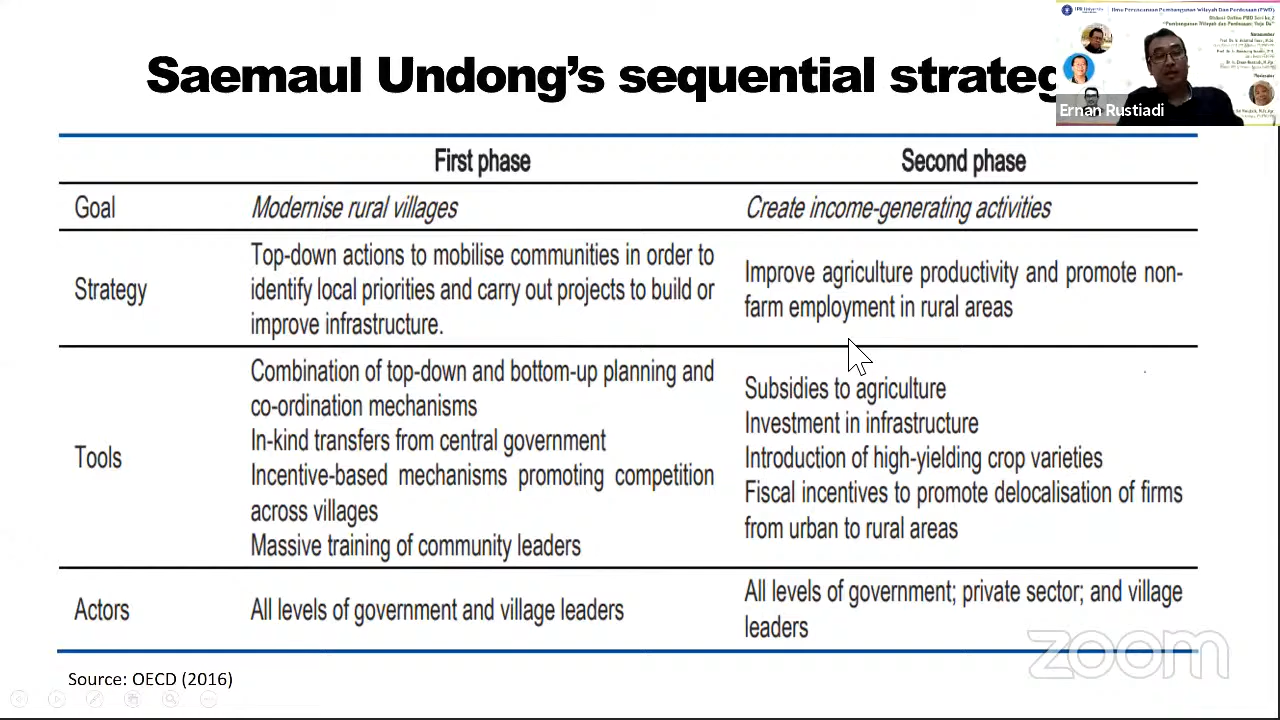 Saemaul Undong's sequential strateg
Ernan Rustiadi
First phase
Second phase
Goal
Modernise rural villages
Create income-generating activities
Strategy
Top-down actions to mobilise communities in order to
identify local priorities and carry out projects to build or
improve infrastructure.
Improve agriculture productivity and promote non-
farm employment in rural areas
Tools
Combination of top-down and bottom-up planning and
co-ordination mechanisms
In-kind transfers from central government
Incentive-based mechanisms promoting competition
across villages
Massive training of community leaders
Subsidies to agriculture
Investment in infrastructure
Introduction of high-yielding crop varieties
Fiscal incentives to promote delocalisation of firms
from urban to rural areas
Actors
All levels of government and village leaders
All levels of government; private sector; and village
leaders
zoom
Source: OECD (2016)